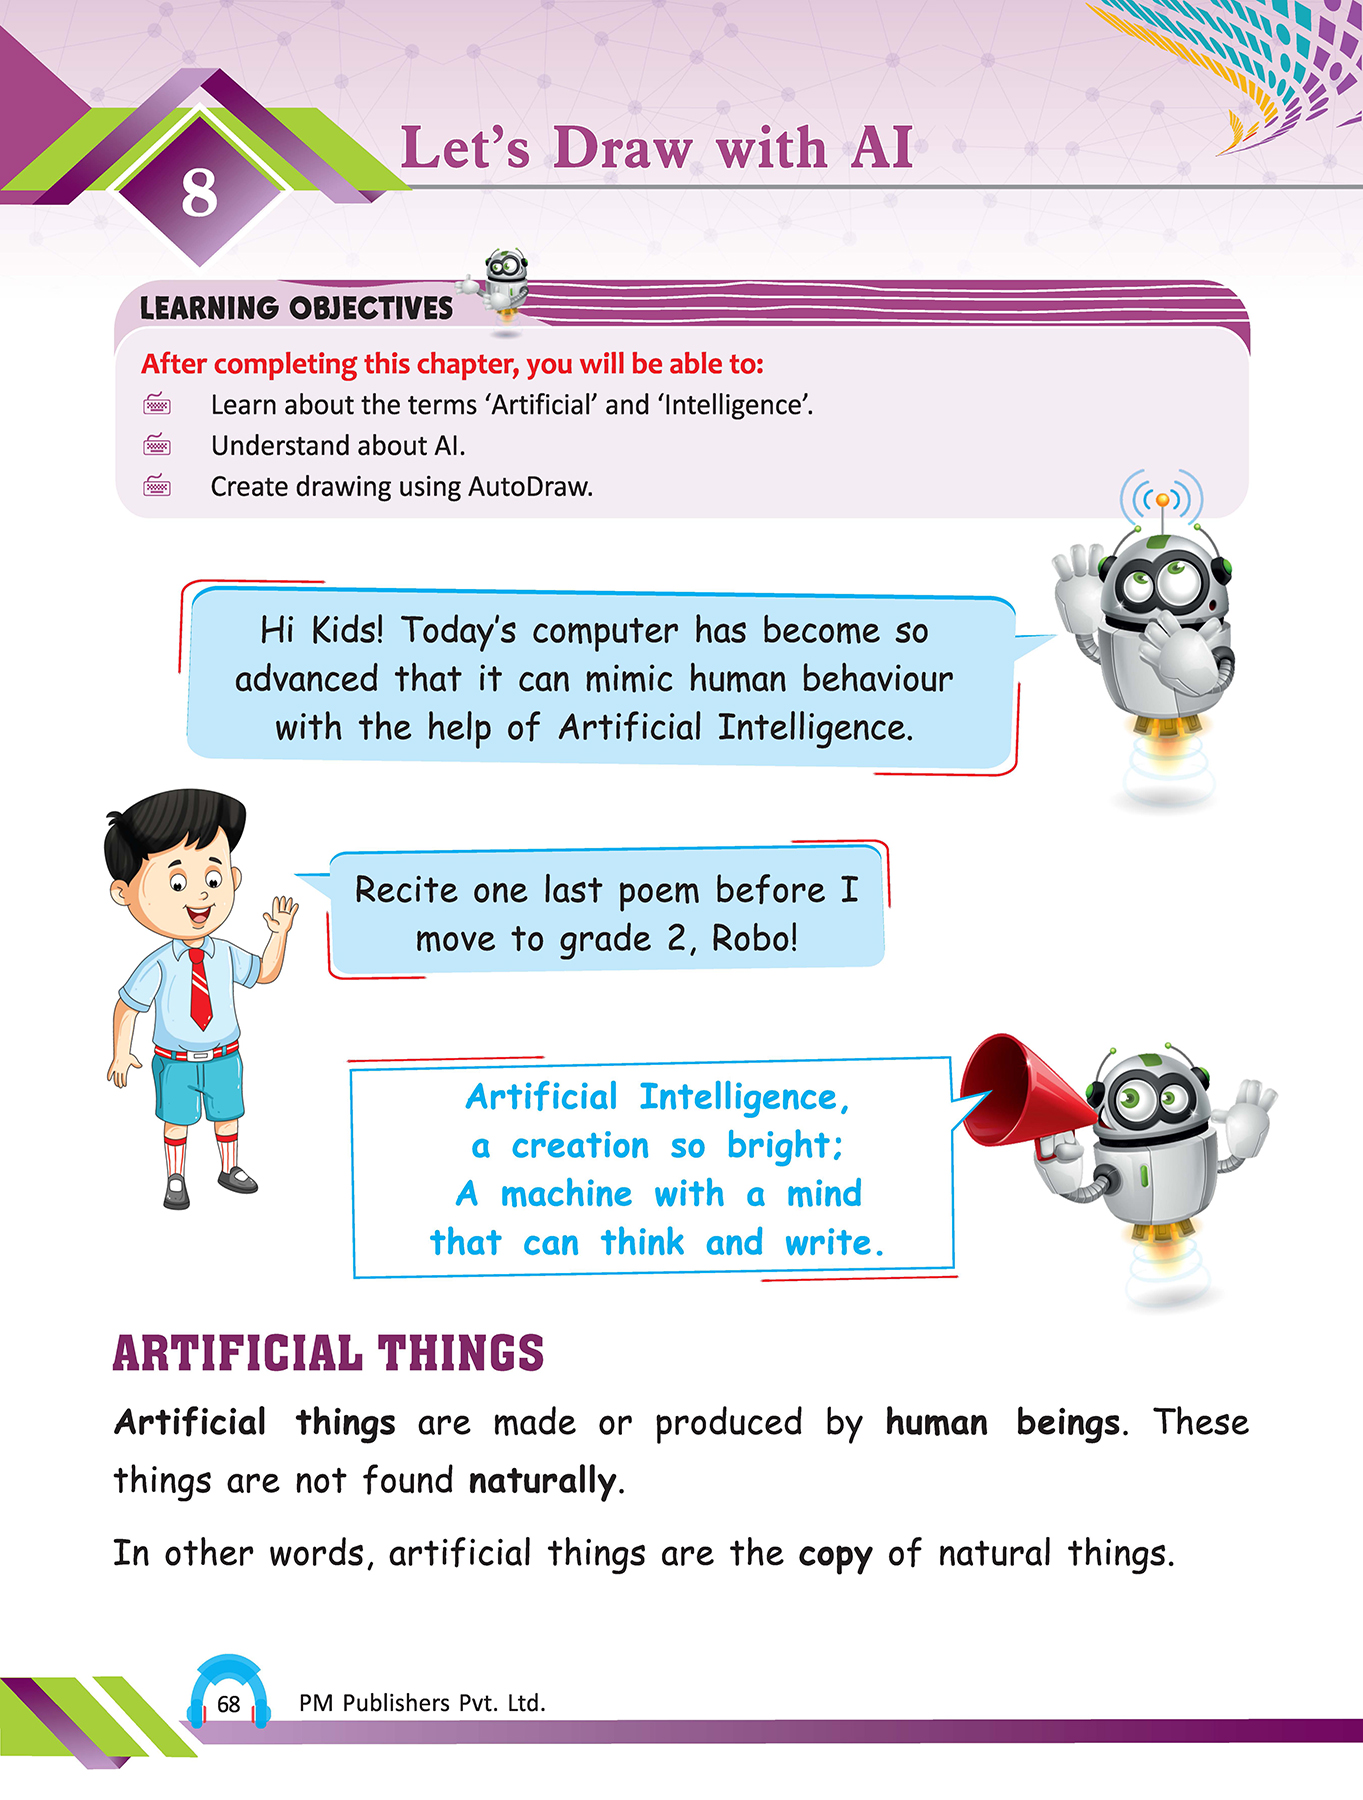 8
Let's Draw with AI
LEARNING OBJECTIVES
After completing this chapter, you will be able to:
Learn about the terms ‘Artificial’ and ‘Intelligence’.
Understand about AI.
Create drawing using AutoDraw.
Hi Kids! Today's computer has become so
advanced that it can mimic human behaviour
with the help of Artificial Intelligence.
Recite one last poem before I
move to grade 2, Robo!
Artificial Intelligence,
a creation so bright;
A machine with a mind
that can think and write.
ARTIFICIAL THINGS
Artificial things are made or produced by human beings. These
things are not found naturally.
In other words, artificial things are the copy of natural things.
68
PM Publishers Pvt. Ltd.